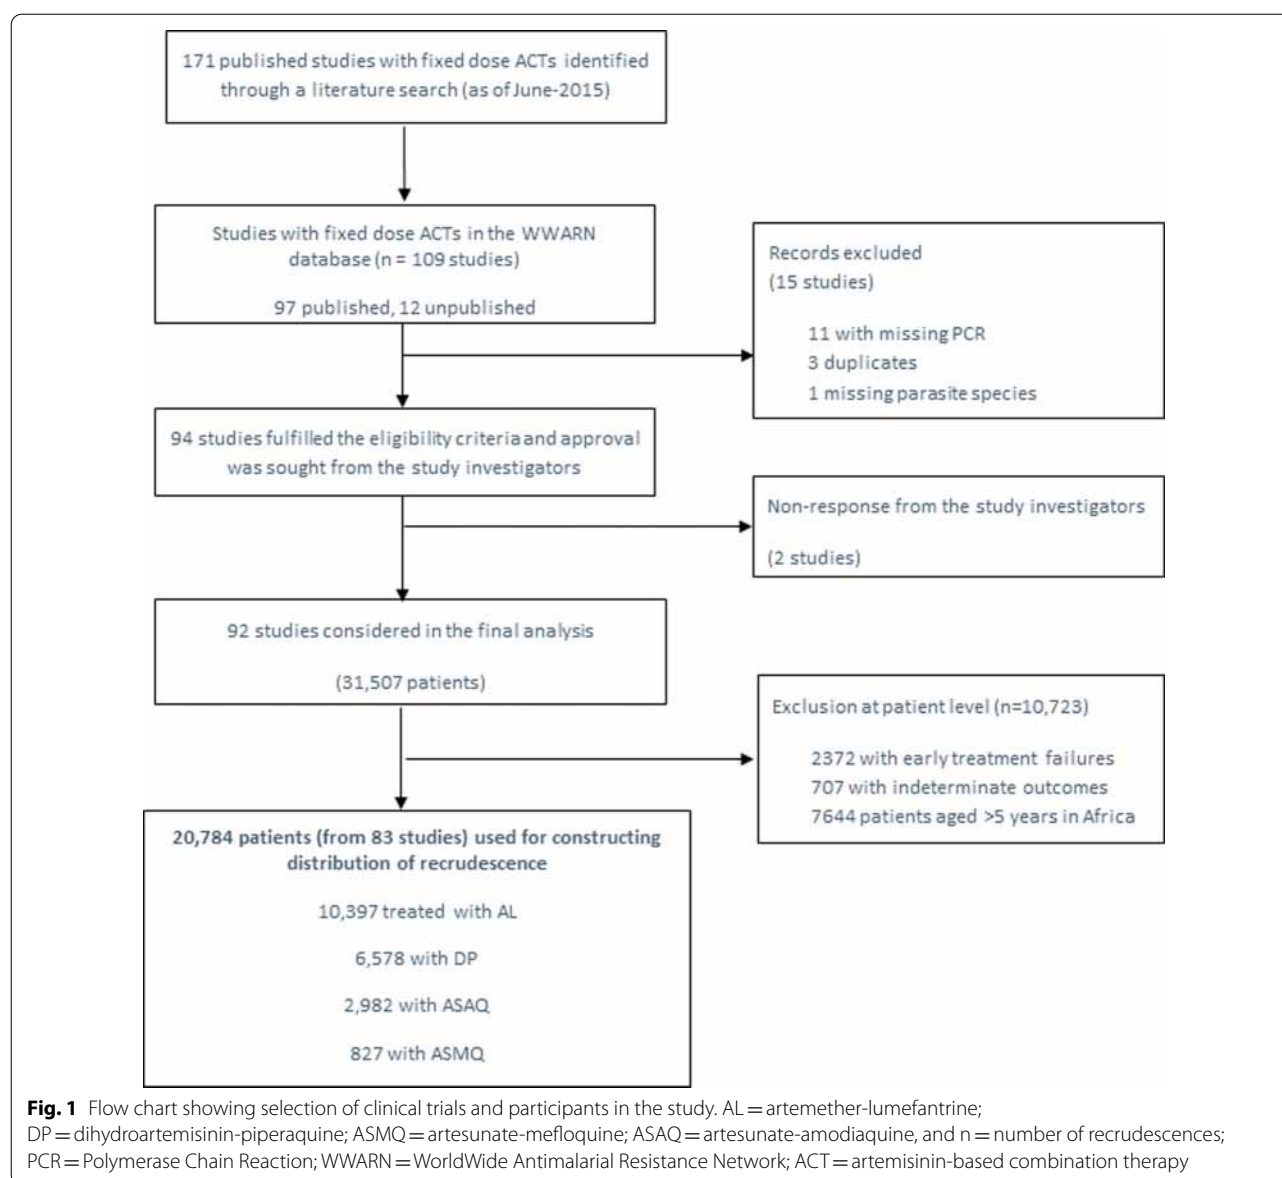 171 published studies with fixed dose ACTs identified
through a literature search (as of June-2015)
Studies with fixed dose ACTs in the WWARN
database (n = 109 studies)
97 published, 12 unpublished
Records excluded
(15 studies)
11 with missing PCR
3 duplicates
1 missing parasite species
94 studies fulfilled the eligibility criteria and approval
was sought from the study investigators
Non-response from the study investigators
(2 studies)
92 studies considered in the final analysis
(31,507 patients)
Exclusion at patient level (n=10,723)
2372 with early treatment failures
707 with indeterminate outcomes
7644 patients aged >5 years in Africa
20,784 patients (from 83 studies) used for constructing
distribution of recrudescence
10,397 treated with AL
6,578 with DP
2,982 with ASAQ
827 with ASMQ
Fig. 1 Flow chart showing selection of clinical trials and participants in the study. AL = artemether-lumefantrine;
DP = dihydroartemisinin-piperaquine; ASMQ = artesunate-mefloquine; ASAQ = artesunate-amodiaquine, and n = number of recrudescences;
PCR = Polymerase Chain Reaction; WWARN = WorldWide Antimalarial Resistance Network; ACT = artemisinin-based combination therapy